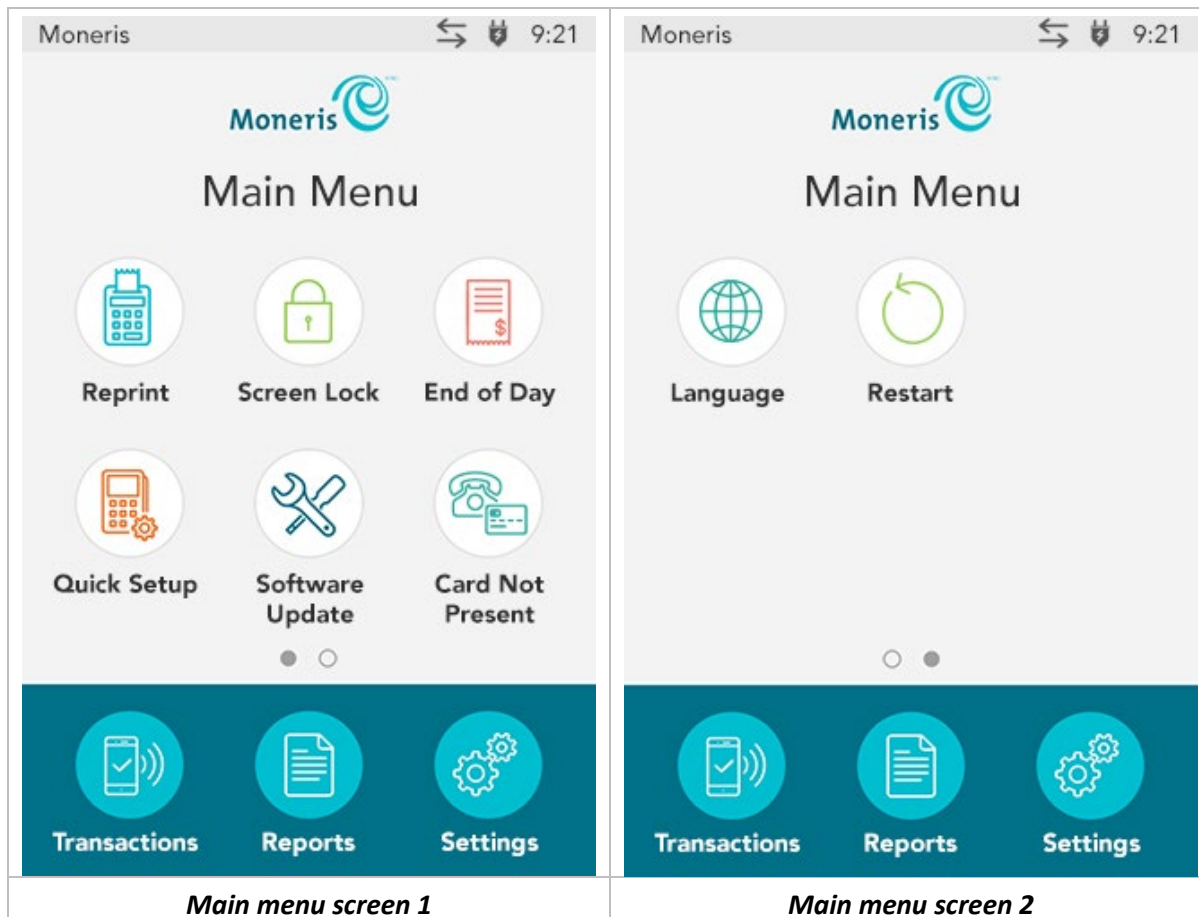 Moneris 9:21
Moneris
Main Menu
Reprint Screen Lock End of Day
$
Quick Setup Software Update Card Not Present
Transactions Reports Settings
Main menu screen 1
Moneris 9:21
Moneris
Main Menu
Language Restart
Transactions Reports Settings
Main menu screen 2